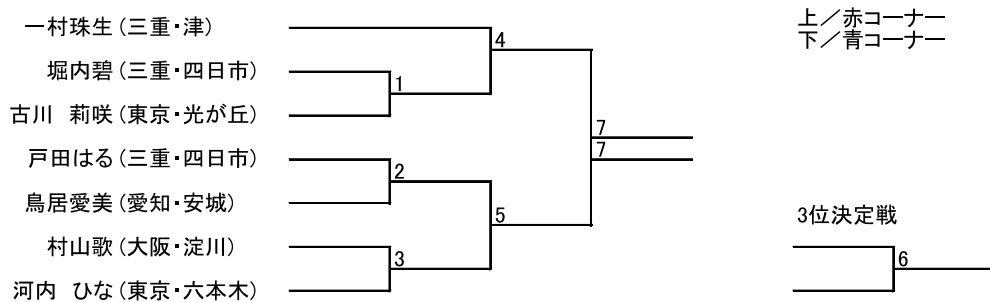 一村珠生(三重・津)
堀内碧(三重・四日市)
古川 莉咲(東京・光が丘)
戸田はる(三重・四日市)
鳥居愛美(愛知・安城)
村山歌(大阪・淀川)
河内 ひな(東京・六本木)
1
2
3
4
5
7
7
上/赤コーナー
下/青コーナー
3位決定戦
6